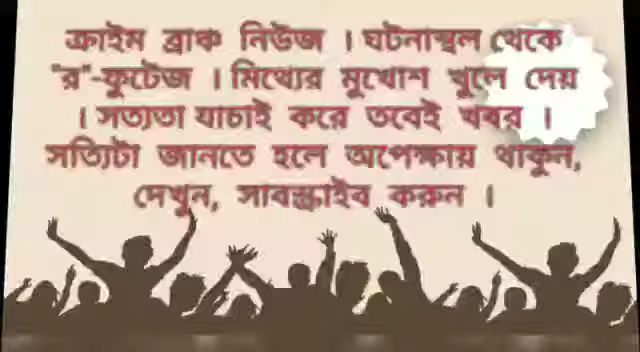 ক্রাইম ব্রাঞ্চ নিউজ । ঘটনাস্থল থেকে
"র"-ফুটেজ । মিথ্যের মুখোশ খুলে দেয়
। সত্যতা যাচাই করে তবেই খবর ।
সত্যিটা জানতে হলে অপেক্ষায় থাকুন,
দেখুন, সাবস্ক্রাইব করুন ।